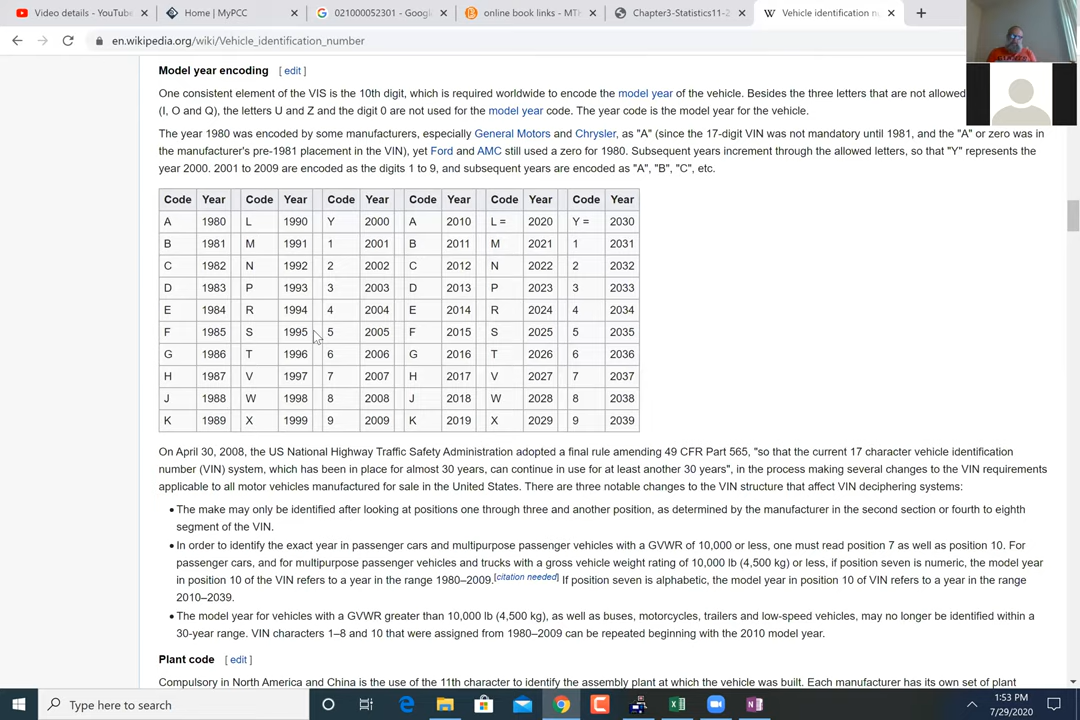 Video details - YouTub
Home | MyPCC
021000052301 - Googl
online book links - MTH
Chapter3-Statistics11-2
Vehicle identification n
en.wikipedia.org/wiki/Vehicle_identification_number
Model year encoding [ edit ]
One consistent element of the VIS is the 10th digit, which is required worldwide to encode the model year of the vehicle. Besides the three letters that are not allowed
(I, O and Q), the letters U and Z and the digit 0 are not used for the model year code. The year code is the model year for the vehicle.
The year 1980 was encoded by some manufacturers, especially General Motors and Chrysler, as "A" (since the 17-digit VIN was not mandatory until 1981, and the "A" or zero was in
the manufacturer's pre-1981 placement in the VIN), yet Ford and AMC still used a zero for 1980. Subsequent years increment through the allowed letters, so that "Y" represents the
year 2000. 2001 to 2009 are encoded as the digits 1 to 9, and subsequent years are encoded as "A", "B", "C", etc.
Code Year Code Year Code Year Code Year Code Year Code Year
A 1980 L 1990 Y 2000 A 2010 L = 2020 Y = 2030
B 1981 M 1991 1 2001 B 2011 M 2021 1 2031
C 1982 N 1992 2 2002 C 2012 N 2022 2 2032
D 1983 P 1993 3 2003 D 2013 P 2023 3 2033
E 1984 R 1994 4 2004 E 2014 R 2024 4 2034
F 1985 S 1995 5 2005 F 2015 S 2025 5 2035
G 1986 T 1996 6 2006 G 2016 T 2026 6 2036
H 1987 V 1997 7 2007 H 2017 V 2027 7 2037
J 1988 W 1998 8 2008 J 2018 W 2028 8 2038
K 1989 X 1999 9 2009 K 2019 X 2029 9 2039
On April 30, 2008, the US National Highway Traffic Safety Administration adopted a final rule amending 49 CFR Part 565, "so that the current 17 character vehicle identification
number (VIN) system, which has been in place for almost 30 years, can continue in use for at least another 30 years", in the process making several changes to the VIN requirements
applicable to all motor vehicles manufactured for sale in the United States. There are three notable changes to the VIN structure that affect VIN deciphering systems:
• The make may only be identified after looking at positions one through three and another position, as determined by the manufacturer in the second section or fourth to eighth
segment of the VIN.
• In order to identify the exact year in passenger cars and multipurpose passenger vehicles with a GVWR of 10,000 or less, one must read position 7 as well as position 10. For
passenger cars, and for multipurpose passenger vehicles and trucks with a gross vehicle weight rating of 10,000 lb (4,500 kg) or less, if position seven is numeric, the model year
in position 10 of the VIN refers to a year in the range 1980–2009.[citation needed] If position seven is alphabetic, the model year in position 10 of VIN refers to a year in the range
2010–2039.
• The model year for vehicles with a GVWR greater than 10,000 lb (4,500 kg), as well as buses, motorcycles, trailers and low-speed vehicles, may no longer be identified within a
30-year range. VIN characters 1–8 and 10 that were assigned from 1980–2009 can be repeated beginning with the 2010 model year.
Plant code [ edit ]
Compulsory in North America and China is the use of the 11th character to identify the assembly plant at which the vehicle was built. Each manufacturer has its own set of plant
Type here to search
1:53 PM
7/29/2020